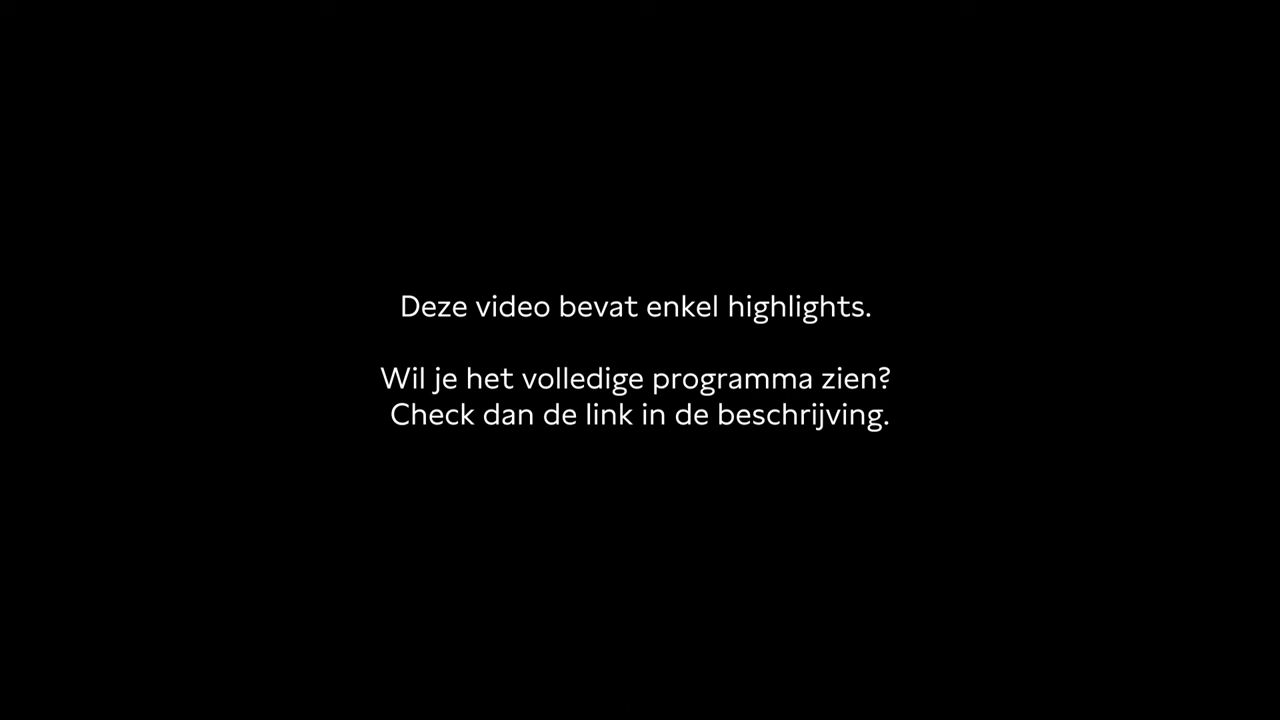 Deze video bevat enkel highlights.
Wil je het volledige programma zien?
Check dan de link in de beschrijving.